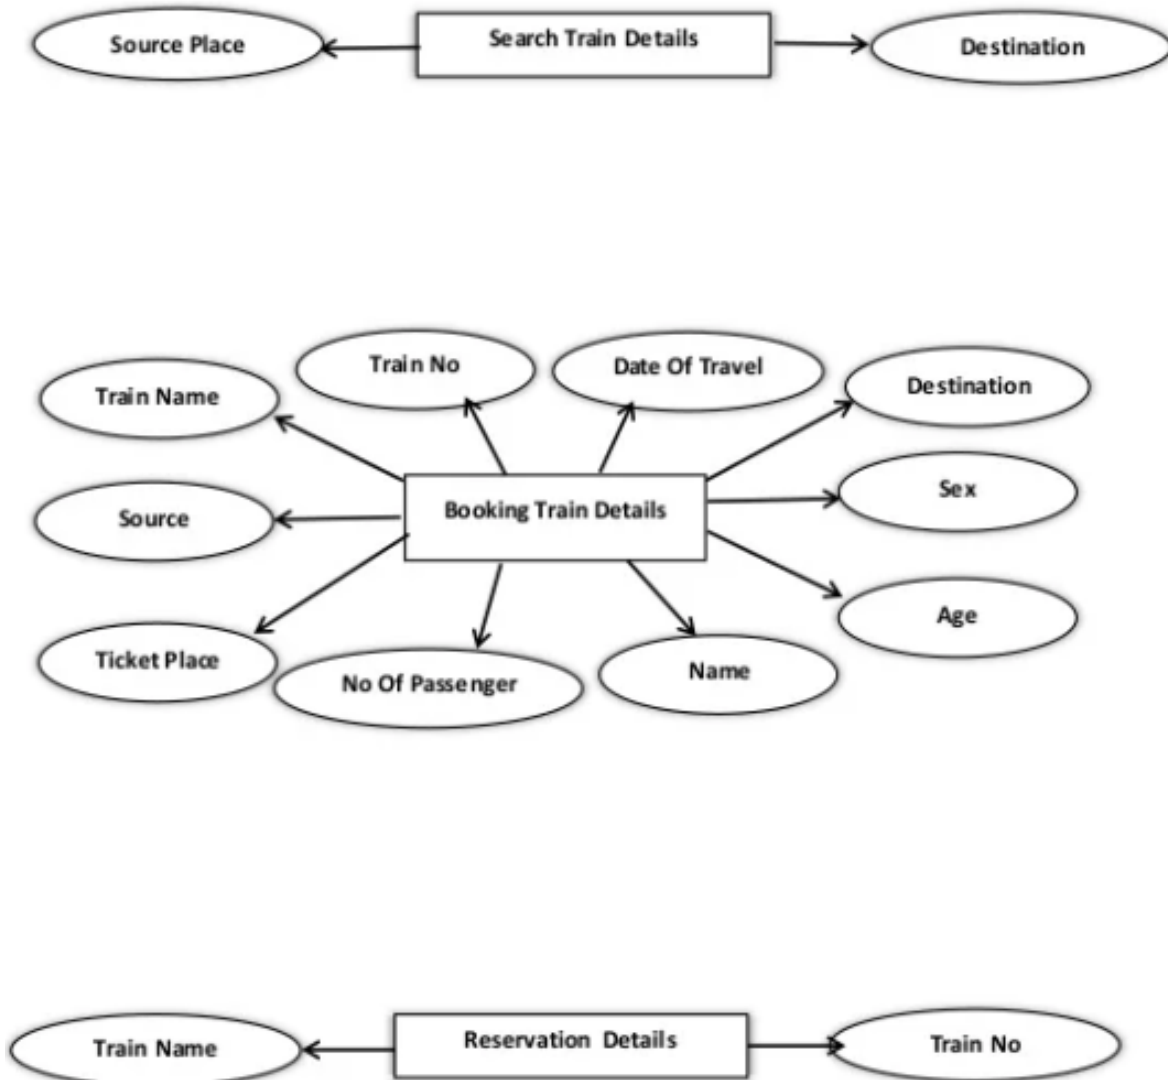 Source Place
Search Train Details
Destination
Train No
Date Of Travel
Train Name
Destination
Sex
Booking Train Details
Source
Age
Ticket Place
No Of Passenger
Name
Train Name
Reservation Details
Train No